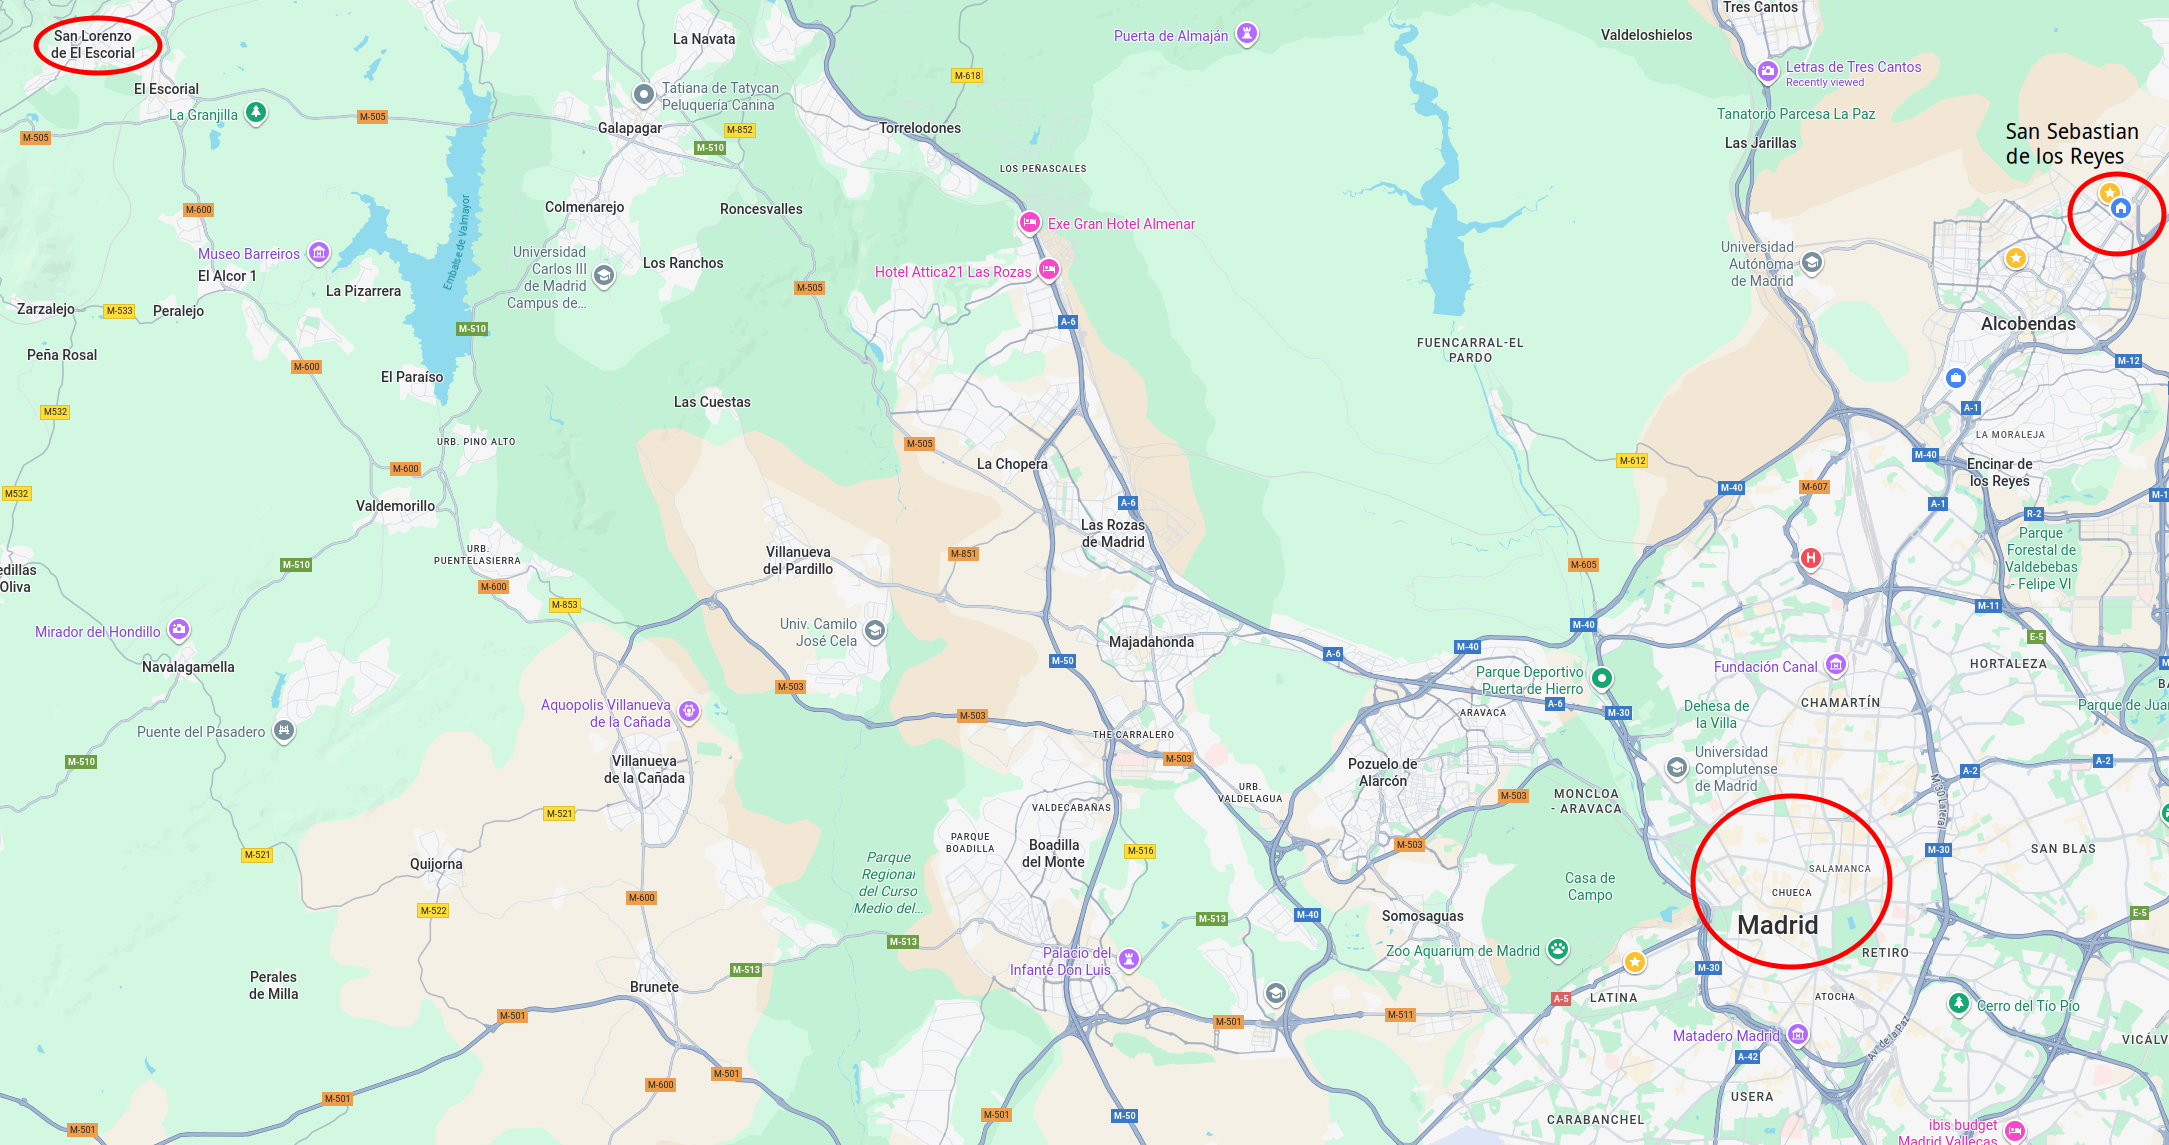 San Lorenzo
de El Escorial
El Escorial
La Granjilla
M-505
M-505
M-600
La Navata
Tatiana de Tatycan
Peluquería Canina
Galapagar
M-852
M-510
M-618
Torrelodones
LOS PEÑASCALES
Puerta de Almaján
Valdeloshielos
Tres Cantos
Letras de Tres Cantos
Recently viewed
Tanatorio Parcesa La Paz
Las Jarillas
San Sebastian
de los Reyes
Colmenarejo
Roncesvalles
Embalse de Valmayor
Museo Barreiros
El Alcor 1
La Pizarrera
Universidad
Carlos III
de Madrid
Campus de...
Los Ranchos
Exe Gran Hotel Almenar
Hotel Attica21 Las Rozas
M-505
A-6
Universidad
Autónoma
de Madrid
Zarzalejo
M-533
Peralejo
M-510
Peña Rosal
M-600
El Paraíso
FUENCARRAL-EL
PARDO
Alcobendas
M-12
A-1
M532
Las Cuestas
URB. PINO ALTO
M-505
La Chopera
LA MORALEJA
M-40
M-612
M-600
Encinar de
los Reyes
M532
M-40
M-607
M-1
A-6
A-1
R-2
Valdemorillo
Las Rozas
de Madrid
URB.
PUENTELASIERRA
Villanueva
del Pardillo
M-851
M-510
M-605
Parque
Forestal de
Valdebebas
- Felipe VI
edillas
Oliva
M-600
M-853
M-11
Mirador del Hondillo
Univ. Camilo
José Cela
Majadahonda
M-40
E-5
Navalagamella
M-50
A-6
M-40
Fundación Canal
HORTALEZA
M-503
Parque Deportivo
Puerta de Hierro
A-6
M-30
ARAVACA
Dehesa de
la Villa
CHAMARTÍN
Parque de Jua
Aquopolis Villanueva
de la Cañada
M-503
Puente del Pasadero
THE CARRALERO
M-503
M-510
Villanueva
de la Cañada
Pozuelo de
Alarcón
Universidad
Complutense
de Madrid
A-2
A-2
M30 Lateral
URB.
VALDELAGUA
M-503
MONCLOA
- ARAVACA
VALDECABAÑAS
M-521
PARQUE
BOADILLA
Boadilla
del Monte
M-516
M-503
M-30
SAN BLAS
M-521
Quijorna
Parque
Regional
del Curso
Medio del...
Casa de
Campo
SALAMANCA
CHUECA
M-600
M-522
M-513
M-40
Somosaguas
Madrid
E-5
M-513
Palacio del
Infante Don Luis
Zoo Aquarium de Madrid
RETIRO
M-30
M-513
Perales
de Milla
Brunete
A-5
LATINA
ATOCHA
Cerro del Tío Pío
M-501
M-501
M-511
Matadero Madrid
Av. de la Paz
VICÁLV
A-42
M-501
M-600
M-501
USERA
M-501
M-501
M-50
CARABANCHEL
ibis budget
Madrid Vallecas